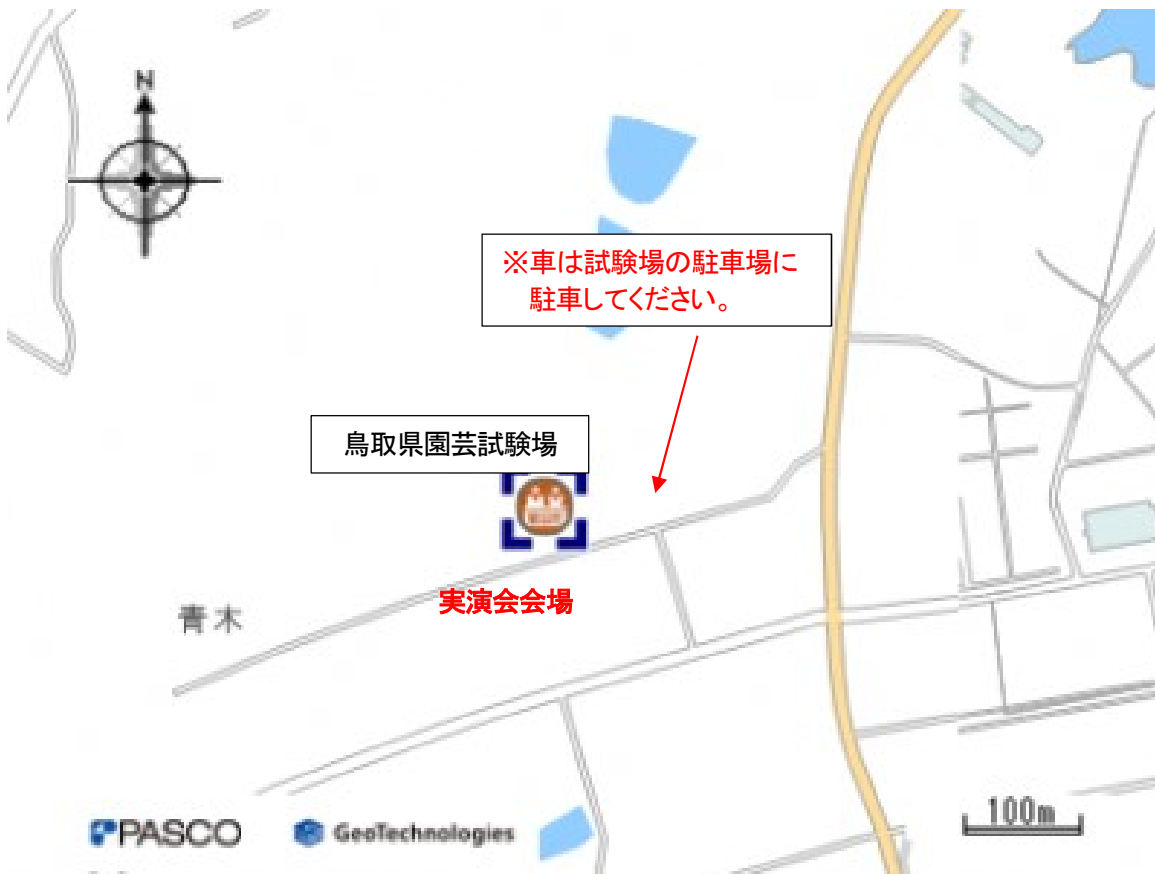 N
※車は試験場の駐車場に
駐車してください。
鳥取県園芸試験場
実演会会場
青木
PASCO
GeoTechnologies
100m